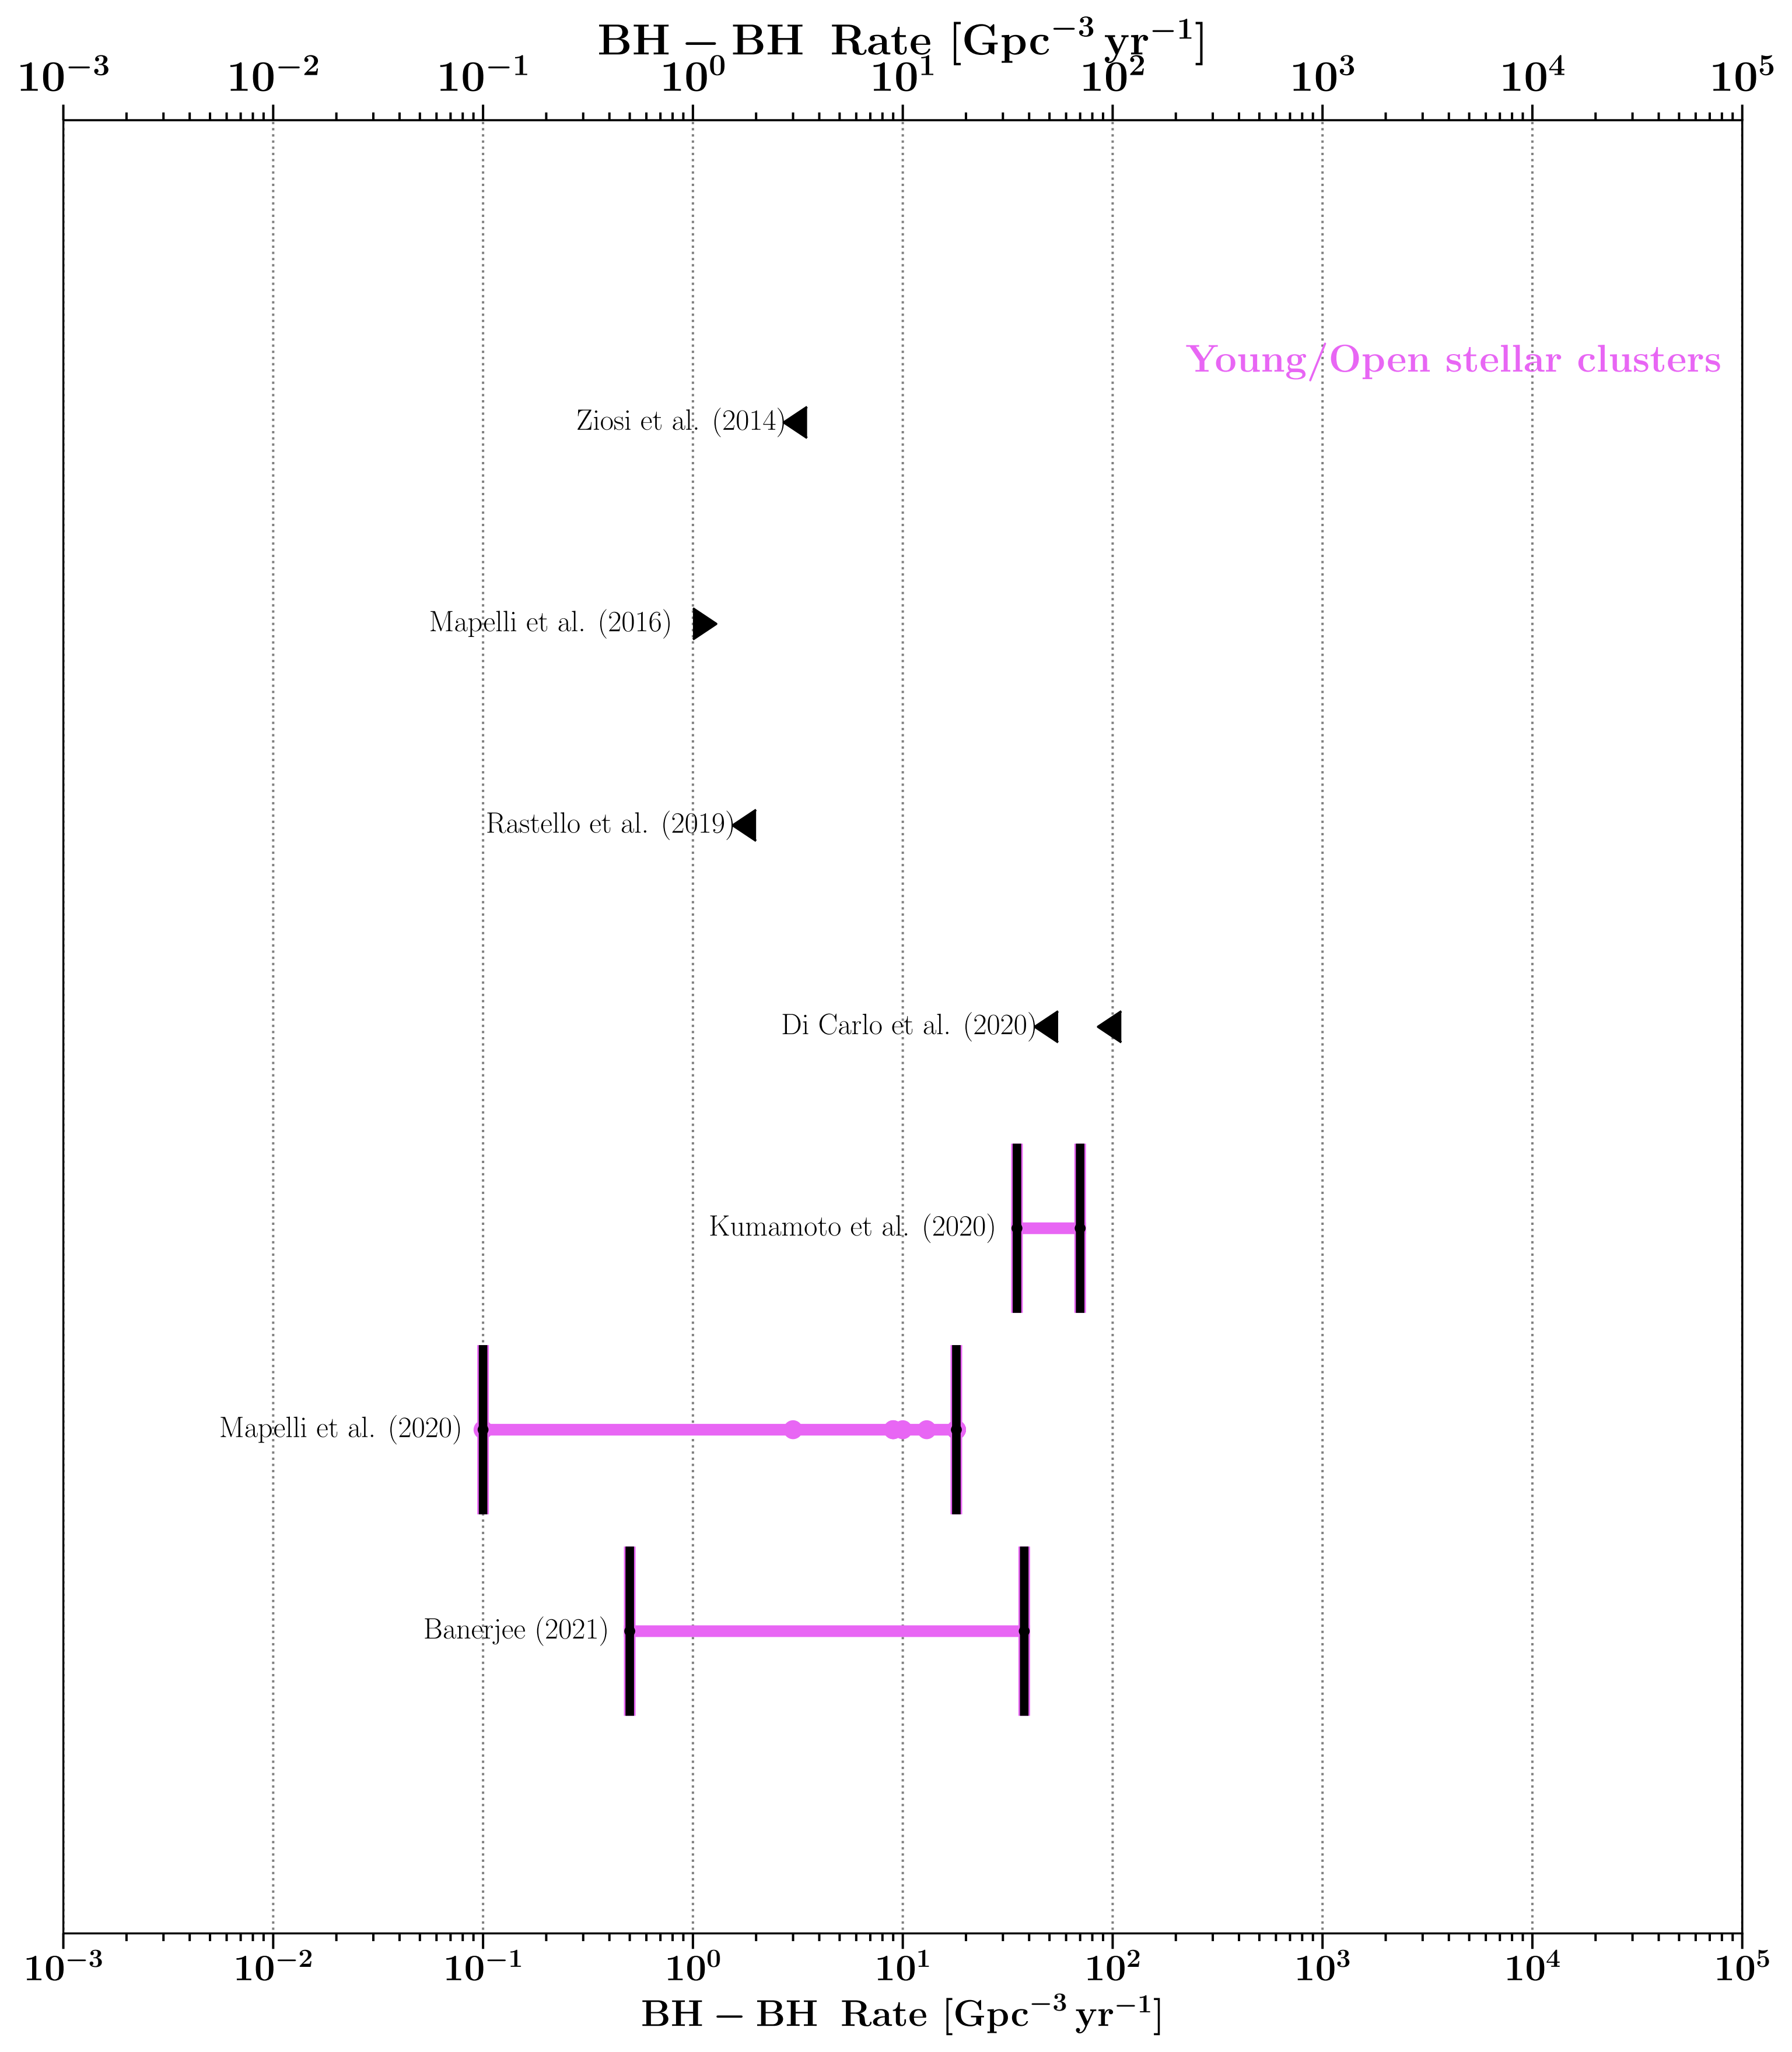 BH − BH Rate [Gpc⁻³ yr⁻¹]
10⁻³ 10⁻² 10⁻¹ 10⁰ 10¹ 10² 10³ 10⁴ 10⁵
Young/Open stellar clusters
Ziosi et al. (2014)
Mapelli et al. (2016)
Rastello et al. (2019)
Di Carlo et al. (2020)
Kumamoto et al. (2020)
Mapelli et al. (2020)
Banerjee (2021)
10⁻³ 10⁻² 10⁻¹ 10⁰ 10¹ 10² 10³ 10⁴ 10⁵
BH − BH Rate [Gpc⁻³ yr⁻¹]